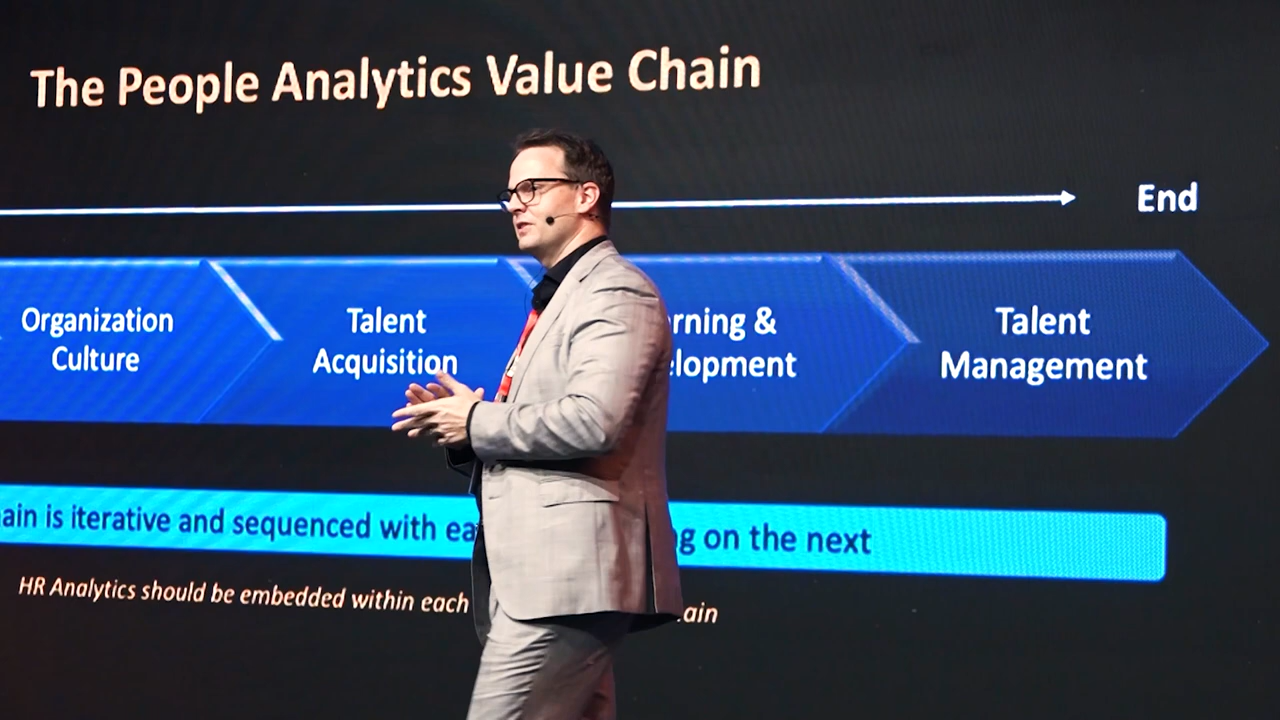 The People Analytics Value Chain
End
Organization
Culture
Talent
Acquisition
rning &
elopment
Talent
Management
ain is iterative and sequenced with ea
g on the next
HR Analytics should be embedded within each
ain